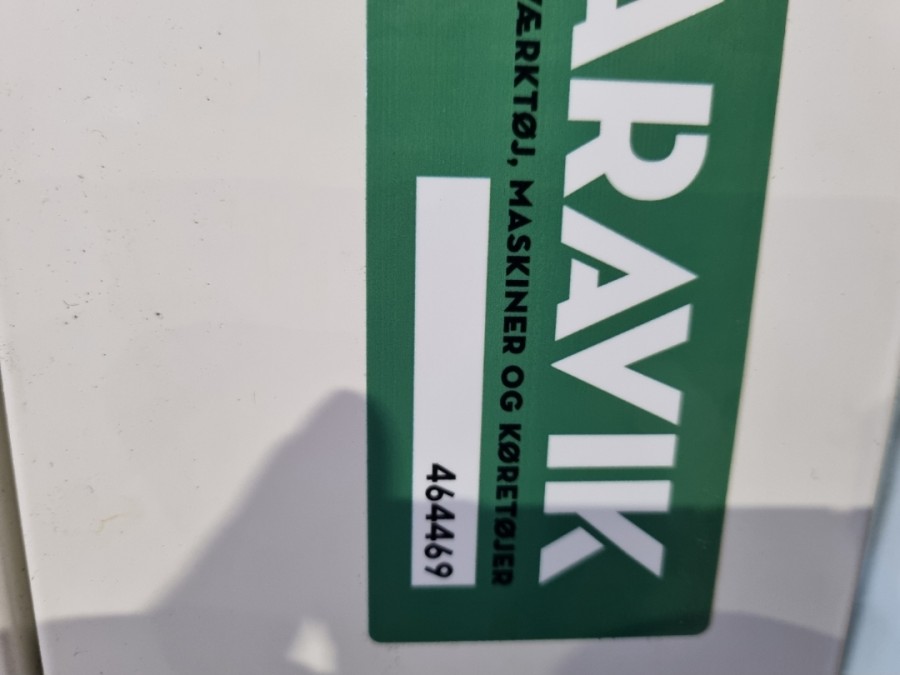 ARAVIK
VÆRKTØJ, MASKINER OG KØRETØJER
464469